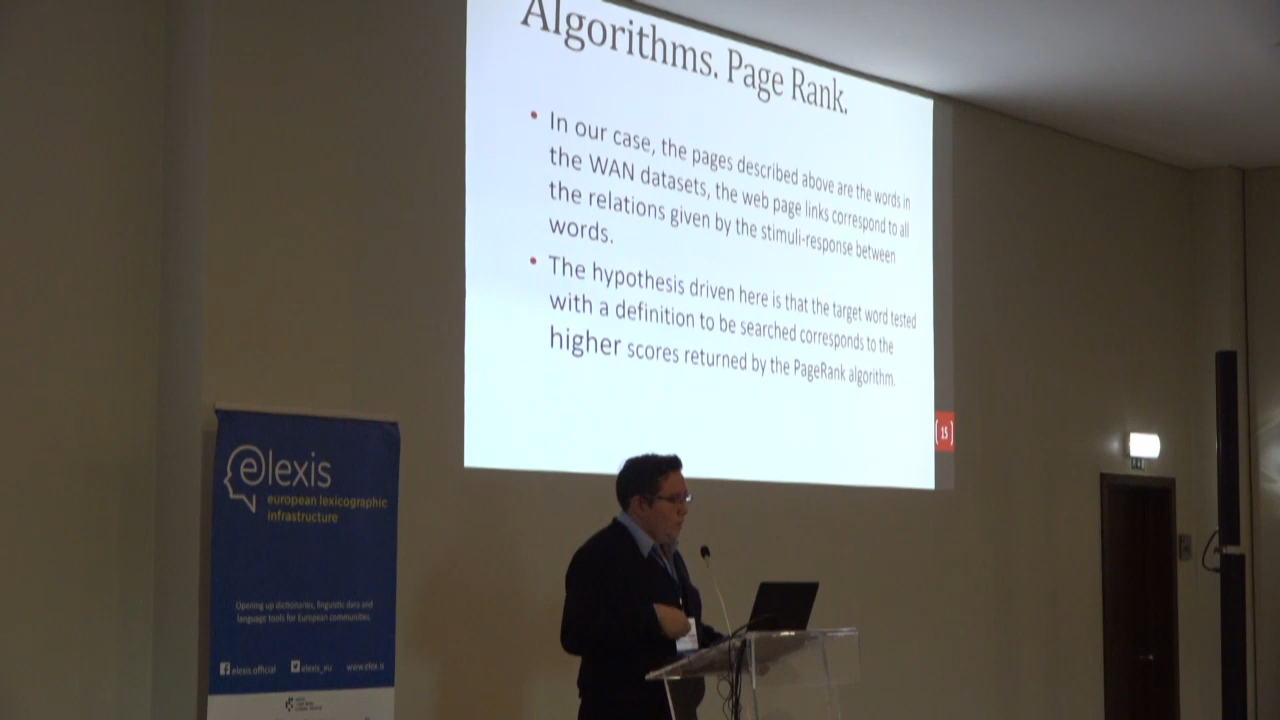 Algorithms. Page Rank.
• In our case, the pages described above are the words in
the WAN datasets, the web page links correspond to all
the relations given by the stimuli-response between
words.
• The hypothesis driven here is that the target word tested
with a definition to be searched corresponds to the
higher scores returned by the PageRank algorithm.
15
elexis
european lexicographic
infrastructure
Opening up dictionaries, linguistic data and
language tools for European communities.
elexis.official elexis_eu www.elex.is